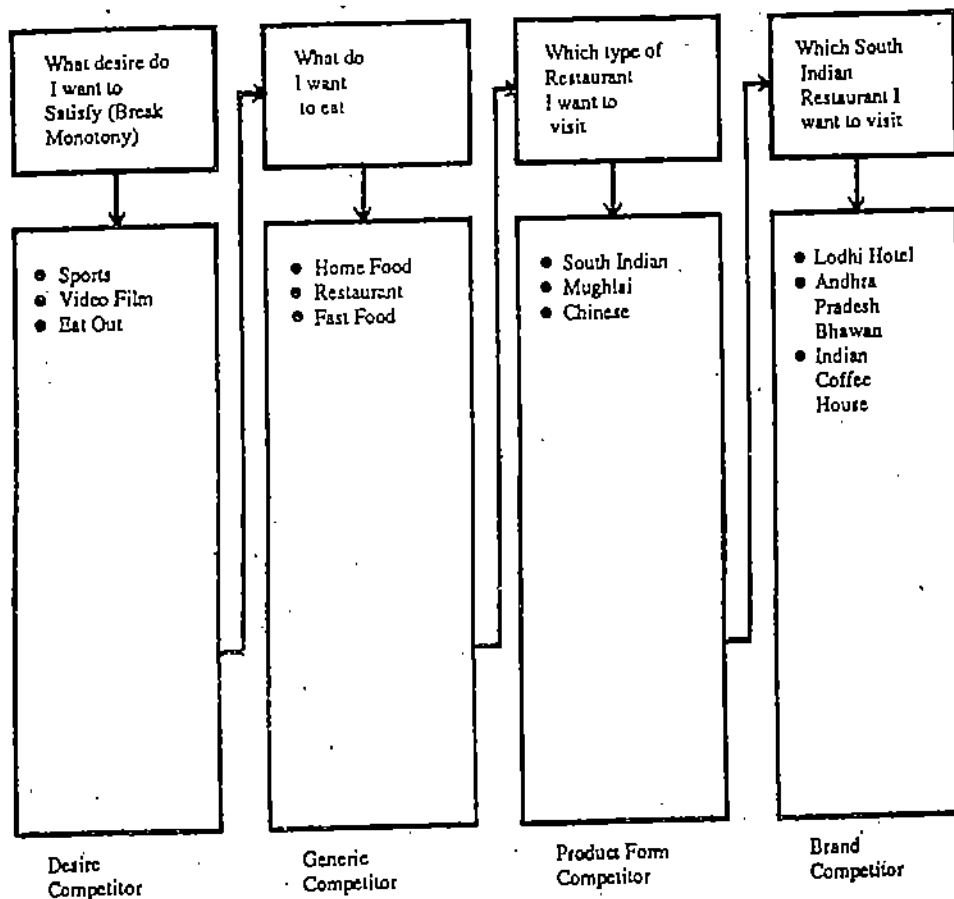 What desire do
I want to
Satisfy (Break
Monotony)
What do
I want
to eat
Which type of
Restaurant
I want to
visit
Which South
Indian
Restaurant I
want to visit
● Sports
● Video Film
● Eat Out
● Home Food
● Restaurant
● Fast Food
● South Indian
● Mughlai
● Chinese
● Lodhi Hotel
● Andhra
Pradesh
Bhawan
● Indian
Coffee
House
Desire
Competitor
Generic
Competitor
Product Form
Competitor
Brand
Competitor